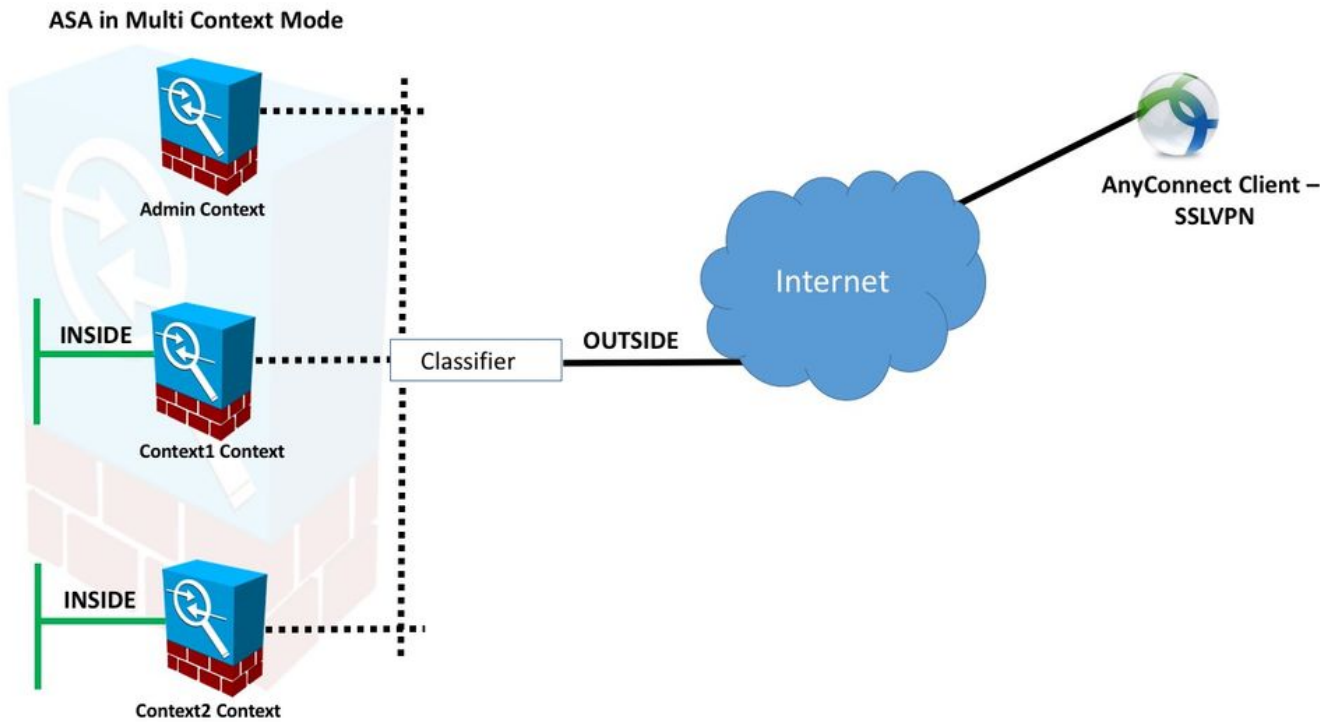 ASA in Multi Context Mode
Admin Context
INSIDE
Context1 Context
Classifier
OUTSIDE
Internet
AnyConnect Client –
SSLVPN
INSIDE
Context2 Context